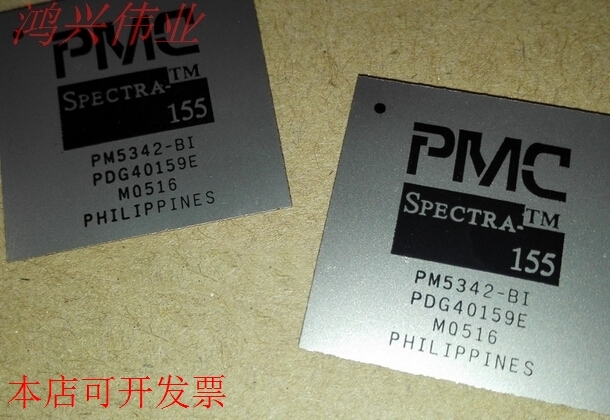 鸿兴伟业
PMC
SPECTRA-TM
155
PM5342-BI
PDG40159E
M0516
PHILIPPINES
PMC
SPECTRA-TM
155
PM5342-BI
PDG40159E
M0516
PHILIPPINES
本店可开发票